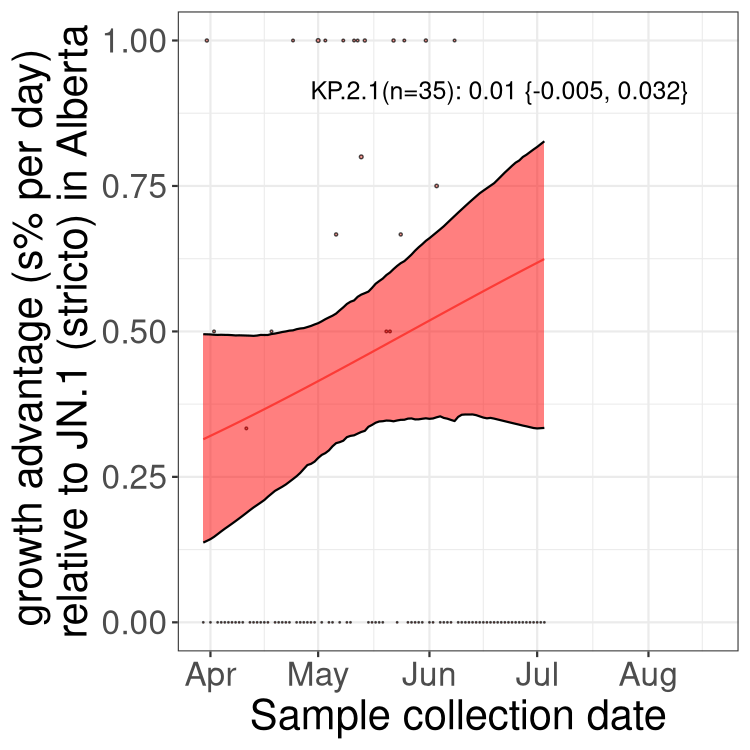 growth advantage (s% per day)
relative to JN.1 (stricto) in Alberta
1.00
0.75
0.50
0.25
0.00
KP.2.1(n=35): 0.01 {-0.005, 0.032}
Apr May Jun Jul Aug
Sample collection date